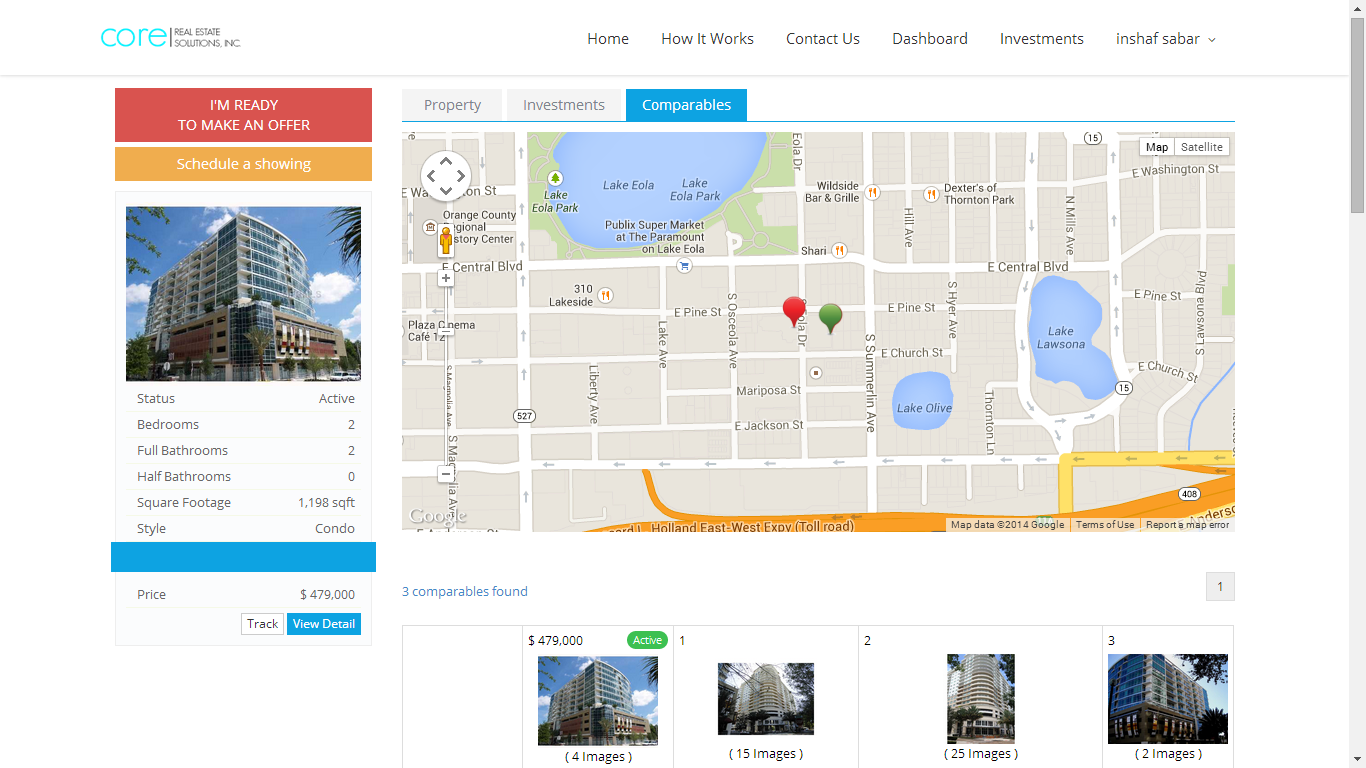 core REAL ESTATE
SOLUTIONS, INC.
Home How It Works Contact Us Dashboard Investments inshaf sabar
I'M READY
TO MAKE AN OFFER
Schedule a showing
Status Active
Bedrooms 2
Full Bathrooms 2
Half Bathrooms 0
Square Footage 1,198 sqft
Style Condo
Price $ 479,000
Track View Detail
Property Investments Comparables
Map Satellite
15
E Washington St
E Washington St
Lake
Eola Park
Lake Eola
Lake
Eola Park
Eola Dr
Wildside
Bar & Grille
Dexter's of
Thornton Park
Hill Ave
N Mills Ave
Orange County
Regional
History Center
Publix Super Market
at The Paramount
on Lake Eola
Shari
E Central Blvd
E Central Blvd
310
Lakeside
E Pine St
E Pine St
E Pine St
S Osceola Ave
Lake Ave
S Hyer Ave
S Lawsona Blvd
Plaza Cinema
Café 12
Lake
Lawsona
S Summerlin Ave
E Church St
E Church St
15
Liberty Ave
Mariposa St
Lake Olive
Thornton Ln
527
E Jackson St
S Magnolia Ave
S Magnolia Ave
408
Google
Holland East-West Expy (Toll road)
Map data ©2014 Google Terms of Use Report a map error
3 comparables found
1
$ 479,000 Active 1 2 3
( 4 Images ) ( 15 Images ) ( 25 Images ) ( 2 Images )